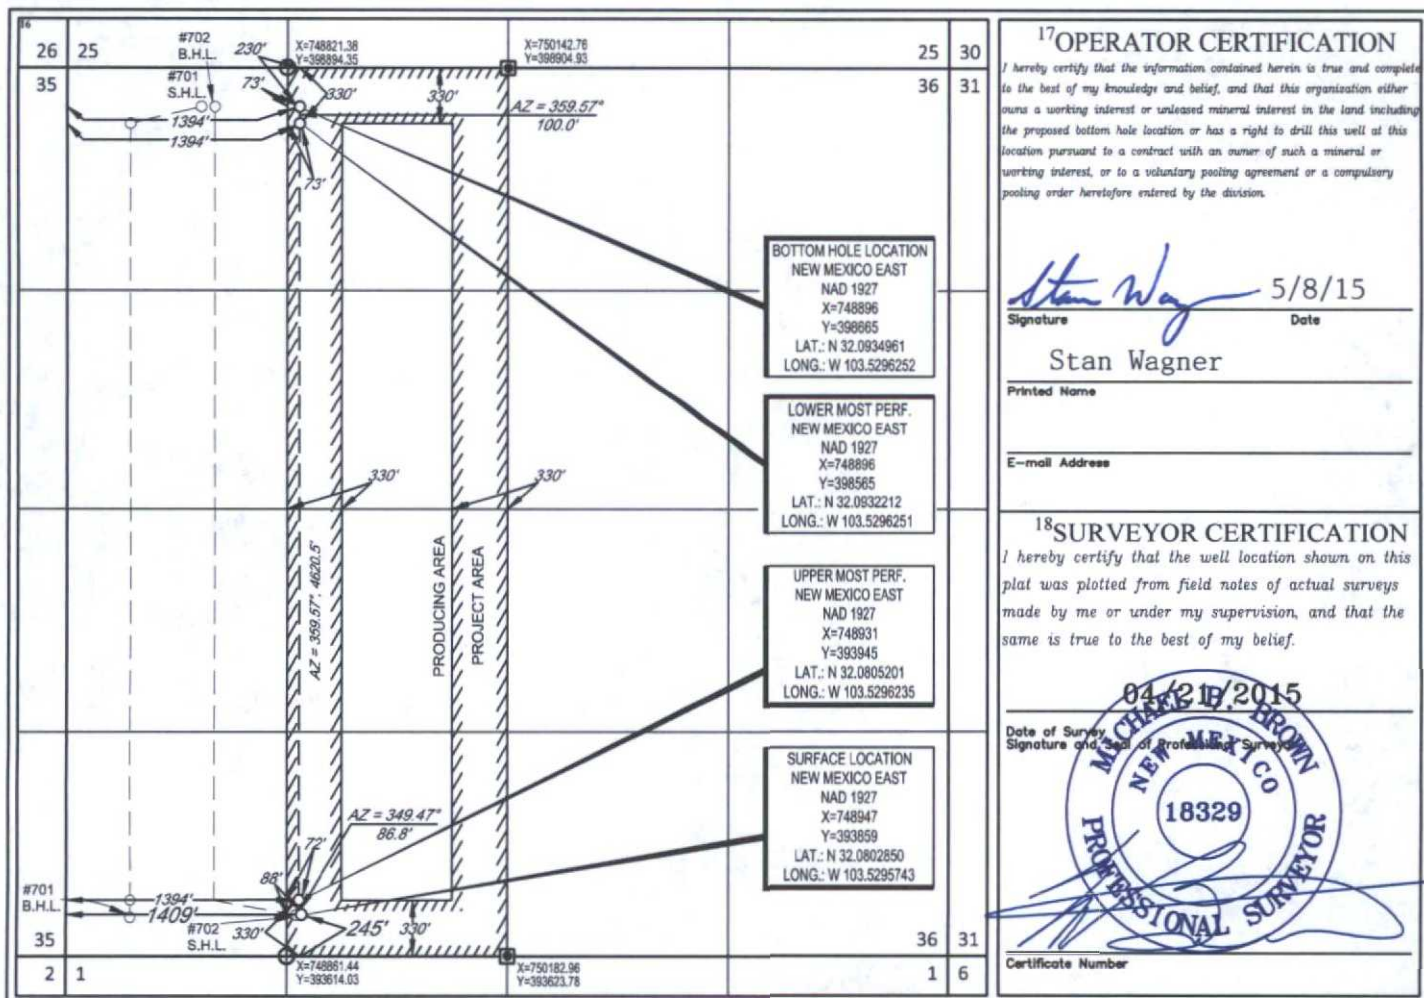 16
26 25
35
#702
B.H.L.
230'
X=748821.38
Y=398894.35
X=750142.76
Y=398904.93
25 30
36 31
#701
S.H.L.
73'
330'
330'
AZ = 359.57°
100.0'
1394'
1394'
73'
BOTTOM HOLE LOCATION
NEW MEXICO EAST
NAD 1927
X=748896
Y=398665
LAT.: N 32.0934961
LONG.: W 103.5296252
LOWER MOST PERF.
NEW MEXICO EAST
NAD 1927
X=748896
Y=398565
LAT.: N 32.0932212
LONG.: W 103.5296251
330'
330'
AZ = 359.57°, 4620.5'
PRODUCING AREA
PROJECT AREA
UPPER MOST PERF.
NEW MEXICO EAST
NAD 1927
X=748931
Y=393945
LAT.: N 32.0805201
LONG.: W 103.5296235
SURFACE LOCATION
NEW MEXICO EAST
NAD 1927
X=748947
Y=393859
LAT.: N 32.0802850
LONG.: W 103.5295743
AZ = 349.47°
86.8'
72'
88'
#701
B.H.L.
1394'
1409'
#702
S.H.L.
330'
245'
330'
35
36 31
2 1
X=748861.44
Y=393614.03
X=750182.96
Y=393623.78
1 6
17 OPERATOR CERTIFICATION
I hereby certify that the information contained herein is true and complete
to the best of my knowledge and belief, and that this organization either
owns a working interest or unleased mineral interest in the land including
the proposed bottom hole location or has a right to drill this well at this
location pursuant to a contract with an owner of such a mineral or
working interest, or to a voluntary pooling agreement or a compulsory
pooling order heretofore entered by the division.
Stan Wagner 5/8/15
Signature Date
Stan Wagner
Printed Name
E-mail Address
18 SURVEYOR CERTIFICATION
I hereby certify that the well location shown on this
plat was plotted from field notes of actual surveys
made by me or under my supervision, and that the
same is true to the best of my belief.
04/21/2015
Date of Survey
Signature and Seal of Professional Surveyor
MICHAEL B. BROWN
NEW MEXICO
18329
PROFESSIONAL SURVEYOR
Certificate Number